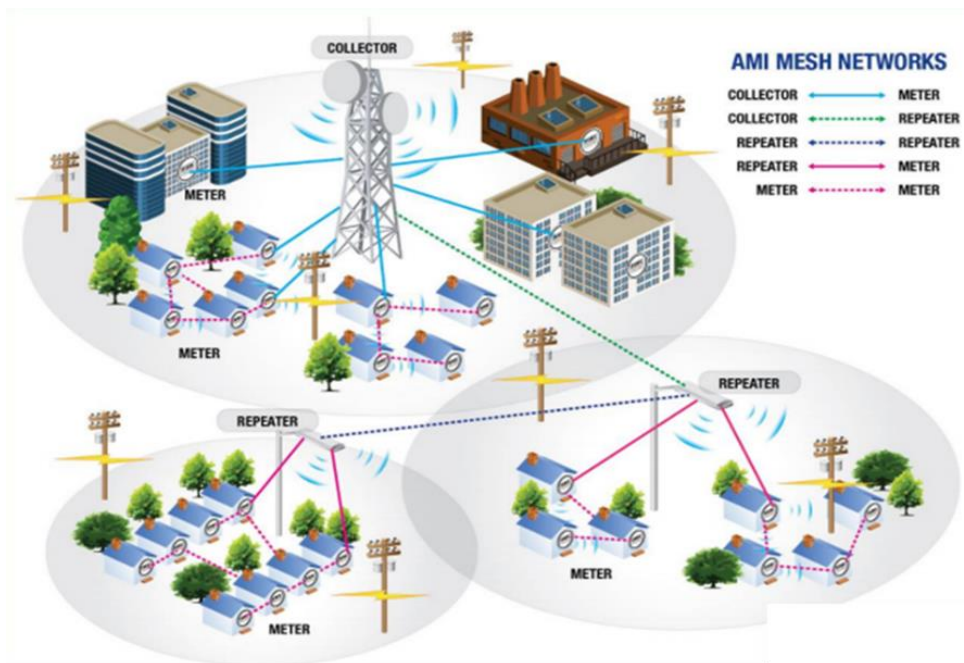 COLLECTOR
AMI MESH NETWORKS
COLLECTOR METER
COLLECTOR REPEATER
REPEATER REPEATER
REPEATER METER
METER METER
METER
METER
REPEATER
REPEATER
METER
METER